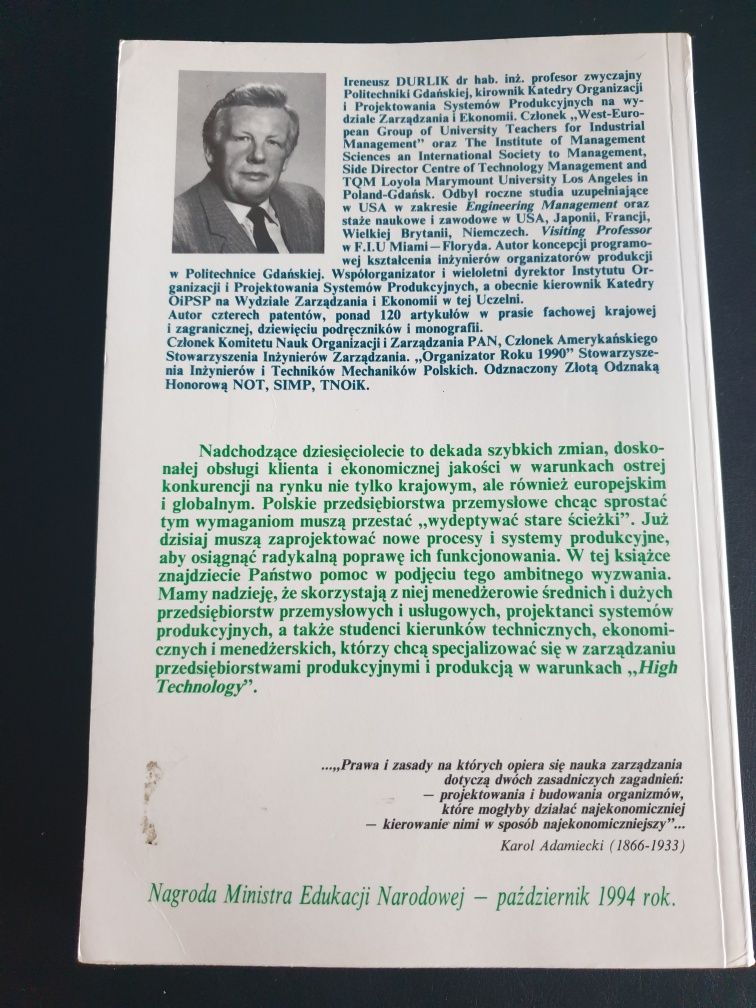 Ireneusz DURLIK dr hab. inż. profesor zwyczajny
Politechniki Gdańskiej, kirownik Katedry Organizacji
i Projektowania Systemów Produkcyjnych na wy-
dziale Zarządzania i Ekonomii. Członek „West-Euro-
pean Group of University Teachers for Industrial
Management” oraz The Institute of Management
Sciences an International Society to Management,
Side Director Centre of Technology Management and
TQM Loyola Marymount University Los Angeles in
Poland-Gdańsk. Odbył roczne studia uzupełniające
w USA w zakresie Engineering Management oraz
staże naukowe i zawodowe w USA, Japonii, Francji,
Wielkiej Brytanii, Niemczech. Visiting Professor
w F.I.U Miami—Floryda. Autor koncepcji programo-
wej kształcenia inżynierów organizatorów produkcji
w Politechnice Gdańskiej. Współorganizator i wieloletni dyrektor Instytutu Or-
ganizacji i Projektowania Systemów Produkcyjnych, a obecnie kierownik Katedry
OiPSP na Wydziale Zarządzania i Ekonomii w tej Uczelni.
Autor czterech patentów, ponad 120 artykułów w prasie fachowej krajowej
i zagranicznej, dziewięciu podręczników i monografii.
Członek Komitetu Nauk Organizacji i Zarządzania PAN, Członek Amerykańskiego
Stowarzyszenia Inżynierów Zarządzania. „Organizator Roku 1990” Stowarzysze-
nia Inżynierów i Techników Mechaników Polskich. Odznaczony Złotą Odznaką
Honorową NOT, SIMP, TNOiK.
Nadchodzące dziesięciolecie to dekada szybkich zmian, dosko-
nałej obsługi klienta i ekonomicznej jakości w warunkach ostrej
konkurencji na rynku nie tylko krajowym, ale również europejskim
i globalnym. Polskie przedsiębiorstwa przemysłowe chcąc sprostać
tym wymaganiom muszą przestać „wydeptywać stare ścieżki”. Już
dzisiaj muszą zaprojektować nowe procesy i systemy produkcyjne,
aby osiągnąć radykalną poprawę ich funkcjonowania. W tej książce
znajdziecie Państwo pomoc w podjęciu tego ambitnego wyzwania.
Mamy nadzieję, że skorzystają z niej menedżerowie średnich i dużych
przedsiębiorstw przemysłowych i usługowych, projektanci systemów
produkcyjnych, a także studenci kierunków technicznych, ekonomi-
cznych i menedżerskich, którzy chcą specjalizować się w zarządzaniu
przedsiębiorstwami produkcyjnymi i produkcją w warunkach „High
Technology”.
...„Prawa i zasady na których opiera się nauka zarządzania
dotyczą dwóch zasadniczych zagadnień:
— projektowania i budowania organizmów,
które mogłyby działać najekonomiczniej
— kierowanie nimi w sposób najekonomiczniejszy”...
Karol Adamiecki (1866-1933)
Nagroda Ministra Edukacji Narodowej — październik 1994 rok.